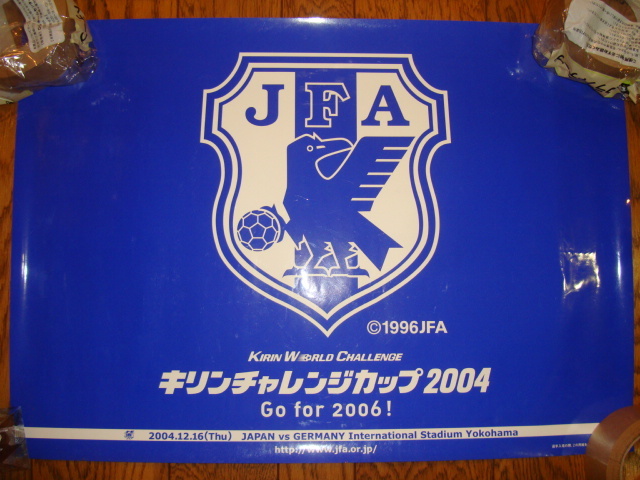 JFA
©1996JFA
KIRIN WORLD CHALLENGE
キリンチャレンジカップ2004
Go for 2006!
2004.12.16(Thu) JAPAN vs GERMANY International Stadium Yokohama
http://www.jfa.or.jp/